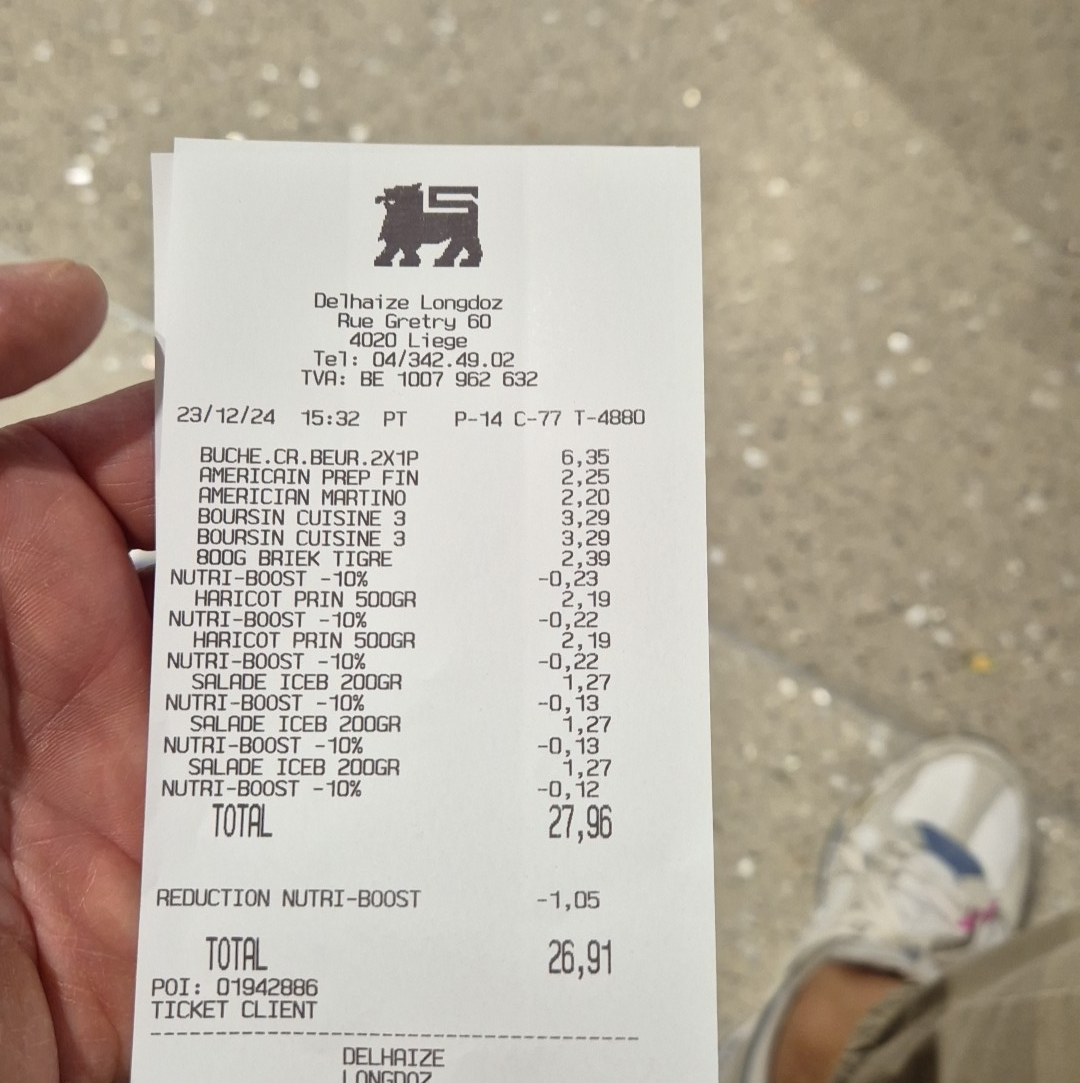 Delhaize Longdoz
Rue Gretry 60
4020 Liege
Tel: 04/342.49.02
TVA: BE 1007 962 632
23/12/24 15:32 PT P-14 C-77 T-4880
BUCHE.CR.BEUR.2X1P 6,35
AMERICAIN PREP FIN 2,25
AMERICIAN MARTINO 2,20
BOURSIN CUISINE 3 3,29
BOURSIN CUISINE 3 3,29
800G BRIEK TIGRE 2,39
NUTRI-BOOST -10% -0,23
HARICOT PRIN 500GR 2,19
NUTRI-BOOST -10% -0,22
HARICOT PRIN 500GR 2,19
NUTRI-BOOST -10% -0,22
SALADE ICEB 200GR 1,27
NUTRI-BOOST -10% -0,13
SALADE ICEB 200GR 1,27
NUTRI-BOOST -10% -0,13
SALADE ICEB 200GR 1,27
NUTRI-BOOST -10% -0,12
TOTAL 27,96
REDUCTION NUTRI-BOOST -1,05
TOTAL 26,91
POI: 01942886
TICKET CLIENT
DELHAIZE
LONGDOZ